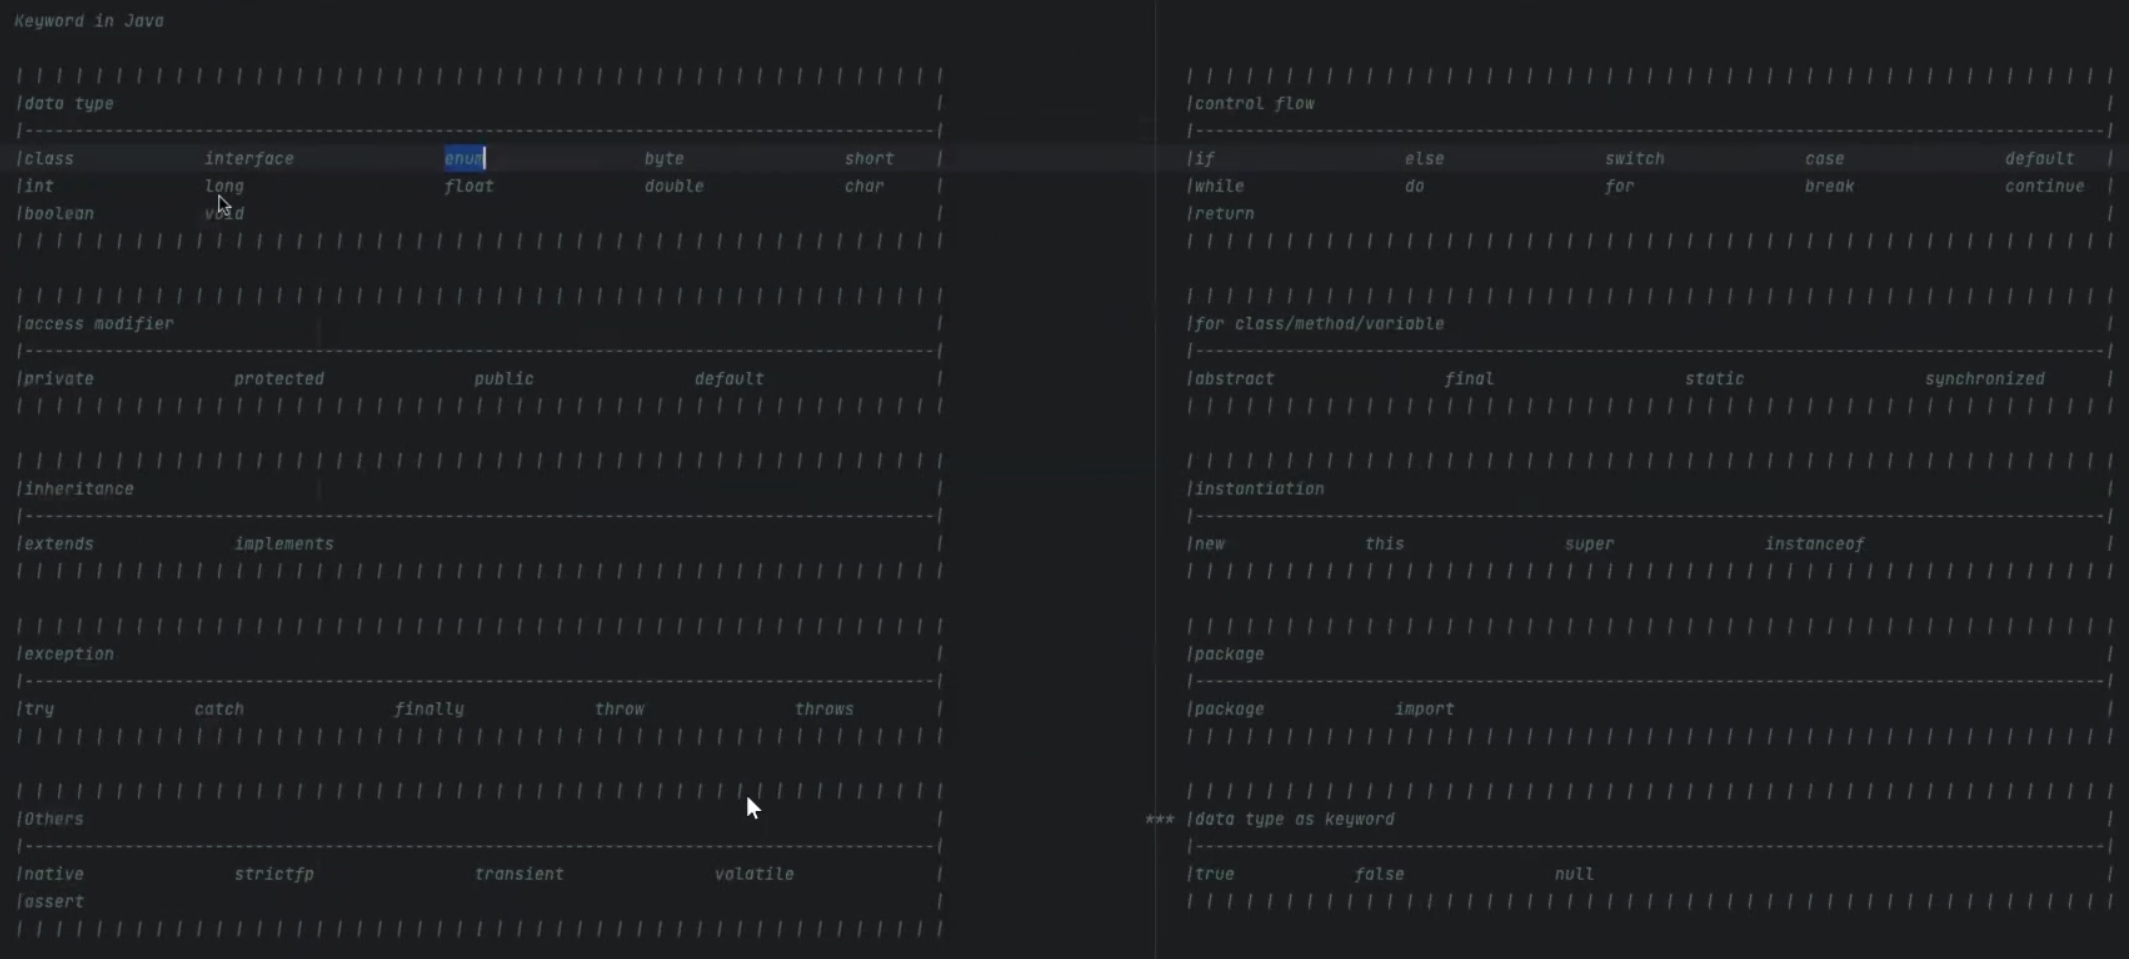 Keyword in Java
| | | | | | | | | | | | | | | | | | | | | | | | | | | | | | | | | | | | | | | | | | | | | | |
|data type |
|-------------------------------------------------------------------------------------------|
|class interface enum byte short |
|int long float double char |
|boolean void |
| | | | | | | | | | | | | | | | | | | | | | | | | | | | | | | | | | | | | | | | | | | | | | |
| | | | | | | | | | | | | | | | | | | | | | | | | | | | | | | | | | | | | | | | | | | | | | |
|access modifier |
|-------------------------------------------------------------------------------------------|
|private protected public default |
| | | | | | | | | | | | | | | | | | | | | | | | | | | | | | | | | | | | | | | | | | | | | | |
| | | | | | | | | | | | | | | | | | | | | | | | | | | | | | | | | | | | | | | | | | | | | | |
|inheritance |
|-------------------------------------------------------------------------------------------|
|extends implements |
| | | | | | | | | | | | | | | | | | | | | | | | | | | | | | | | | | | | | | | | | | | | | | |
| | | | | | | | | | | | | | | | | | | | | | | | | | | | | | | | | | | | | | | | | | | | | | |
|exception |
|-------------------------------------------------------------------------------------------|
|try catch finally throw throws |
| | | | | | | | | | | | | | | | | | | | | | | | | | | | | | | | | | | | | | | | | | | | | | |
| | | | | | | | | | | | | | | | | | | | | | | | | | | | | | | | | | | | | | | | | | | | | | |
|Others |
|-------------------------------------------------------------------------------------------|
|native strictfp transient volatile |
|assert |
| | | | | | | | | | | | | | | | | | | | | | | | | | | | | | | | | | | | | | | | | | | | | | |
| | | | | | | | | | | | | | | | | | | | | | | | | | | | | | | | | | | | | | | | | | | | | | |
|control flow |
|-------------------------------------------------------------------------------------------|
|if else switch case default |
|while do for break continue |
|return |
| | | | | | | | | | | | | | | | | | | | | | | | | | | | | | | | | | | | | | | | | | | | | | |
| | | | | | | | | | | | | | | | | | | | | | | | | | | | | | | | | | | | | | | | | | | | | | |
|for class/method/variable |
|-------------------------------------------------------------------------------------------|
|abstract final static synchronized |
| | | | | | | | | | | | | | | | | | | | | | | | | | | | | | | | | | | | | | | | | | | | | | |
| | | | | | | | | | | | | | | | | | | | | | | | | | | | | | | | | | | | | | | | | | | | | | |
|instantiation |
|-------------------------------------------------------------------------------------------|
|new this super instanceof |
| | | | | | | | | | | | | | | | | | | | | | | | | | | | | | | | | | | | | | | | | | | | | | |
| | | | | | | | | | | | | | | | | | | | | | | | | | | | | | | | | | | | | | | | | | | | | | |
|package |
|-------------------------------------------------------------------------------------------|
|package import |
| | | | | | | | | | | | | | | | | | | | | | | | | | | | | | | | | | | | | | | | | | | | | | |
| | | | | | | | | | | | | | | | | | | | | | | | | | | | | | | | | | | | | | | | | | | | | | |
*** |data type as keyword |
|-------------------------------------------------------------------------------------------|
|true false null |
| | | | | | | | | | | | | | | | | | | | | | | | | | | | | | | | | | | | | | | | | | | | | | |